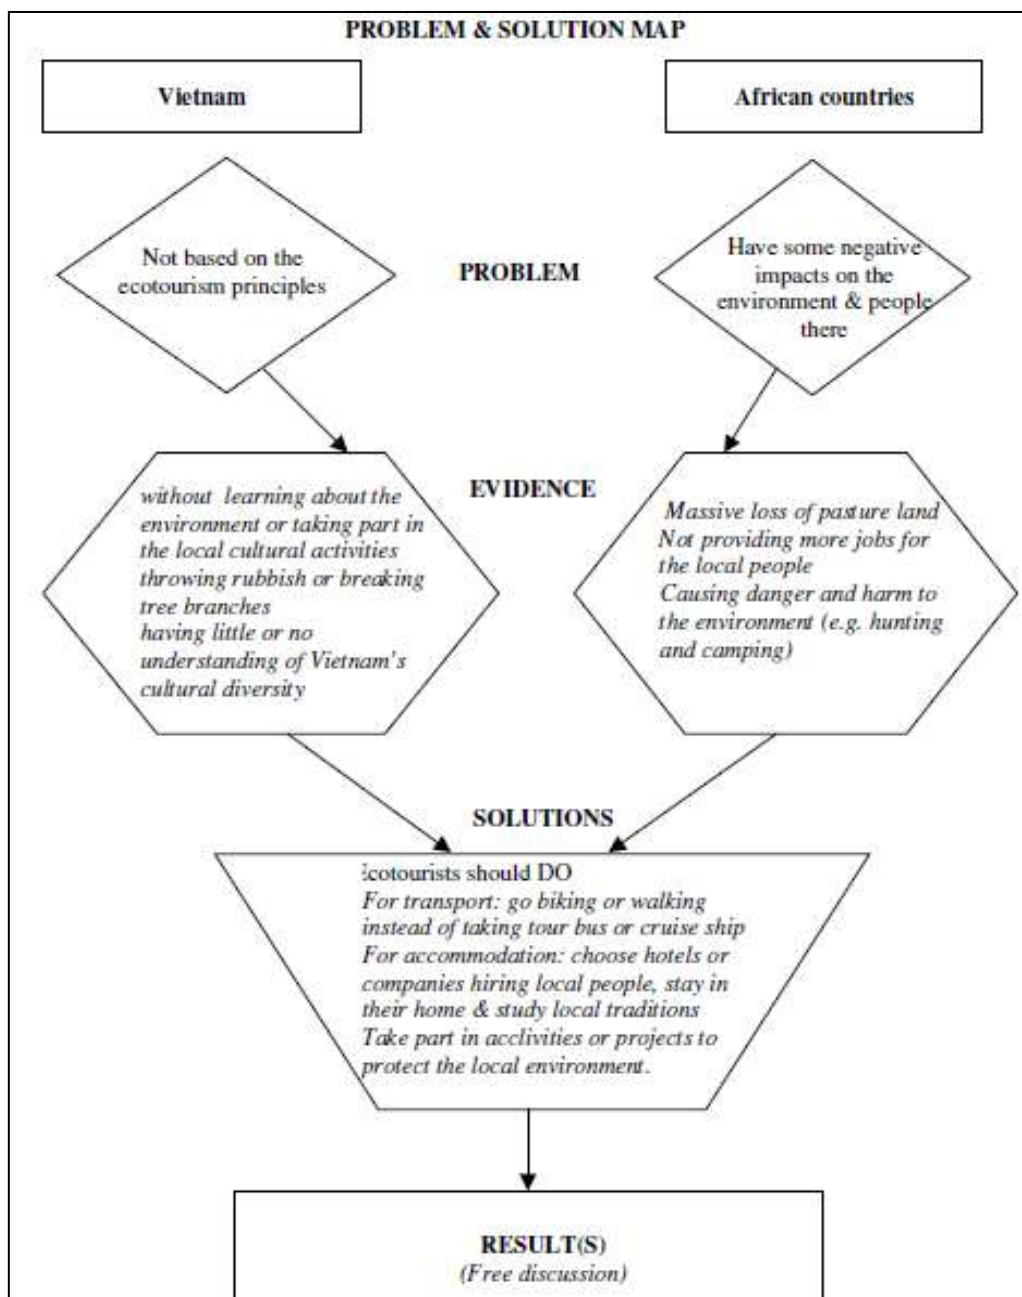 PROBLEM & SOLUTION MAP
Vietnam
African countries
Not based on the
ecotourism principles
PROBLEM
Have some negative
impacts on the
environment & people
there
without learning about the
environment or taking part in
the local cultural activities
throwing rubbish or breaking
tree branches
having little or no
understanding of Vietnam's
cultural diversity
EVIDENCE
Massive loss of pasture land
Not providing more jobs for
the local people
Causing danger and harm to
the environment (e.g. hunting
and camping)
SOLUTIONS
Ecotourists should DO
For transport: go biking or walking
instead of taking tour bus or cruise ship
For accommodation: choose hotels or
companies hiring local people, stay in
their home & study local traditions
Take part in acclivities or projects to
protect the local environment.
RESULT(S)
(Free discussion)